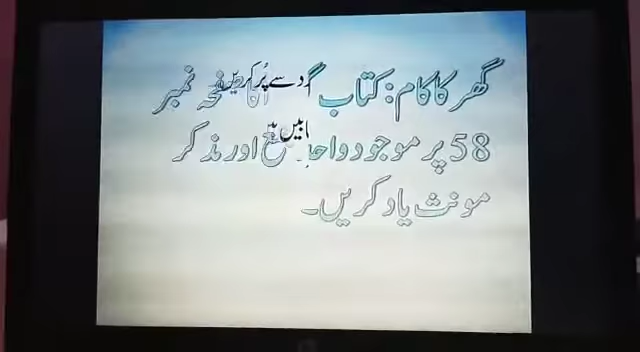 گھر کا کام: کتاب کا صفحہ نمبر
58 پر موجود واحد جمع اور مذکر
مونث یاد کریں۔